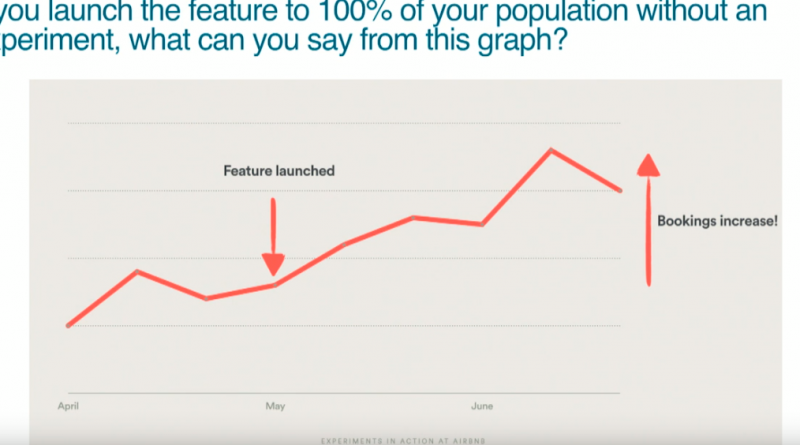 you launch the feature to 100% of your population without an
periment, what can you say from this graph?
Feature launched
Bookings increase!
April May June
EXPERIMENTS IN ACTION AT AIRBNB